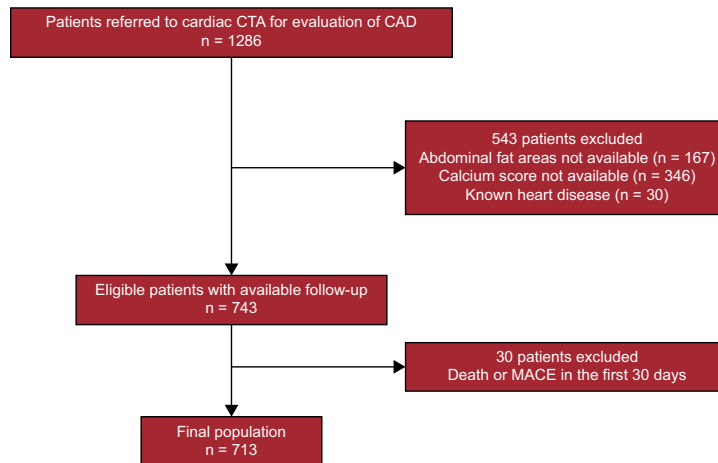 Patients referred to cardiac CTA for evaluation of CAD
n = 1286
543 patients excluded
Abdominal fat areas not available (n = 167)
Calcium score not available (n = 346)
Known heart disease (n = 30)
Eligible patients with available follow-up
n = 743
30 patients excluded
Death or MACE in the first 30 days
Final population
n = 713